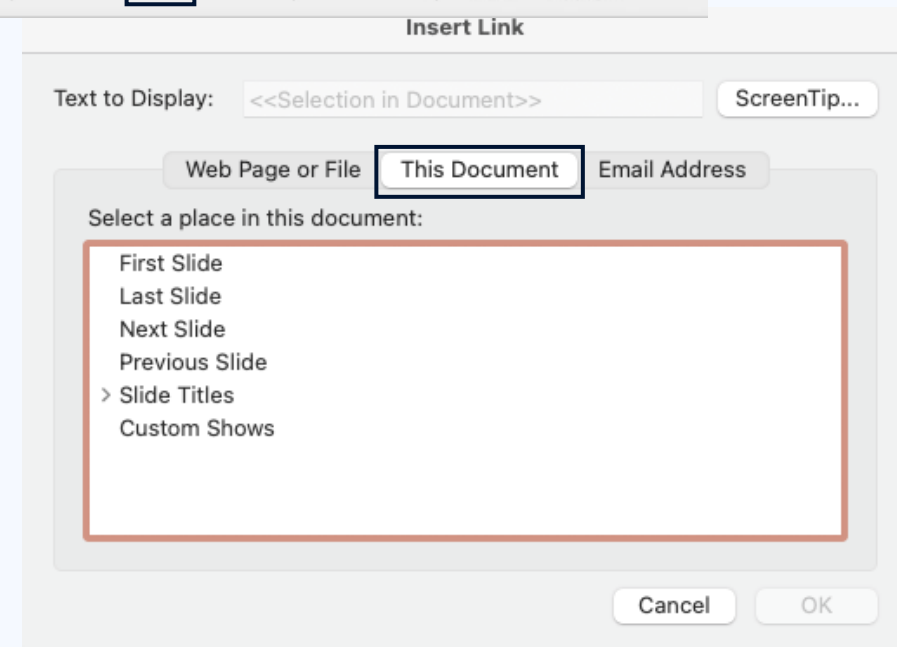 Insert Link
Text to Display: <<Selection in Document>> ScreenTip...
Web Page or File This Document Email Address
Select a place in this document:
First Slide
Last Slide
Next Slide
Previous Slide
> Slide Titles
Custom Shows
Cancel OK